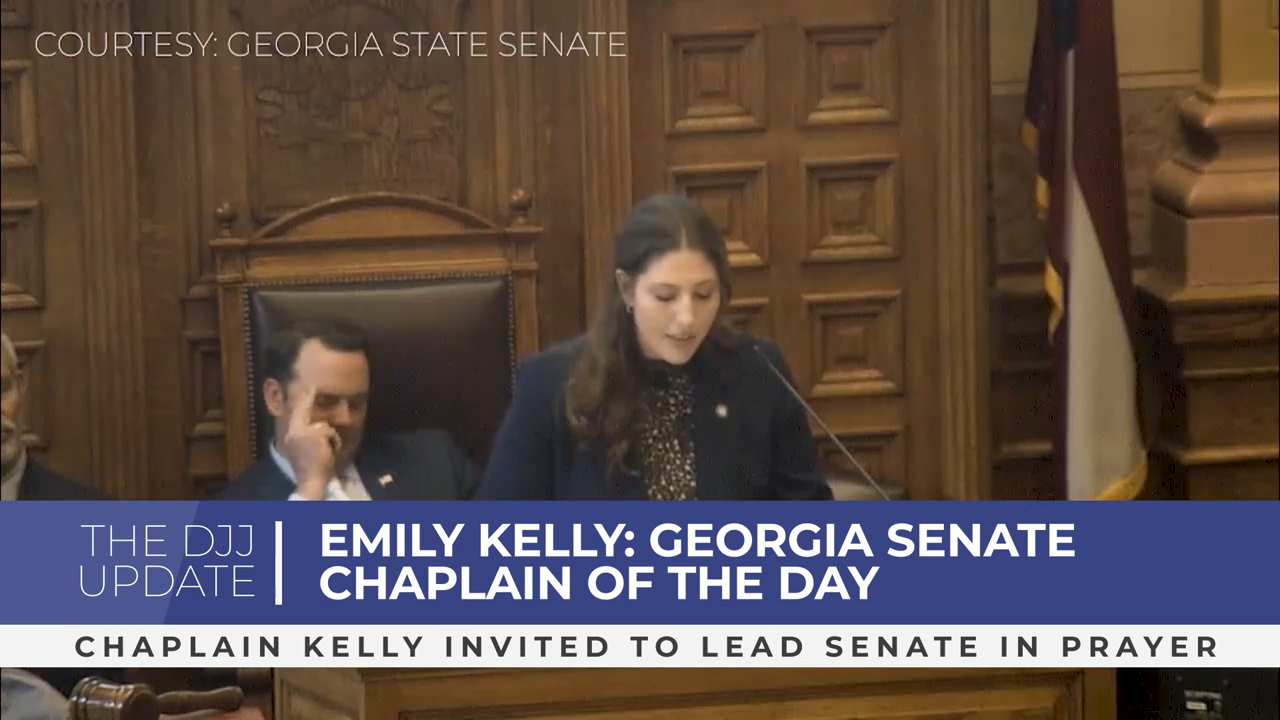 COURTESY: GEORGIA STATE SENATE
THE DJJ
UPDATE
EMILY KELLY: GEORGIA SENATE
CHAPLAIN OF THE DAY
CHAPLAIN KELLY INVITED TO LEAD SENATE IN PRAYER